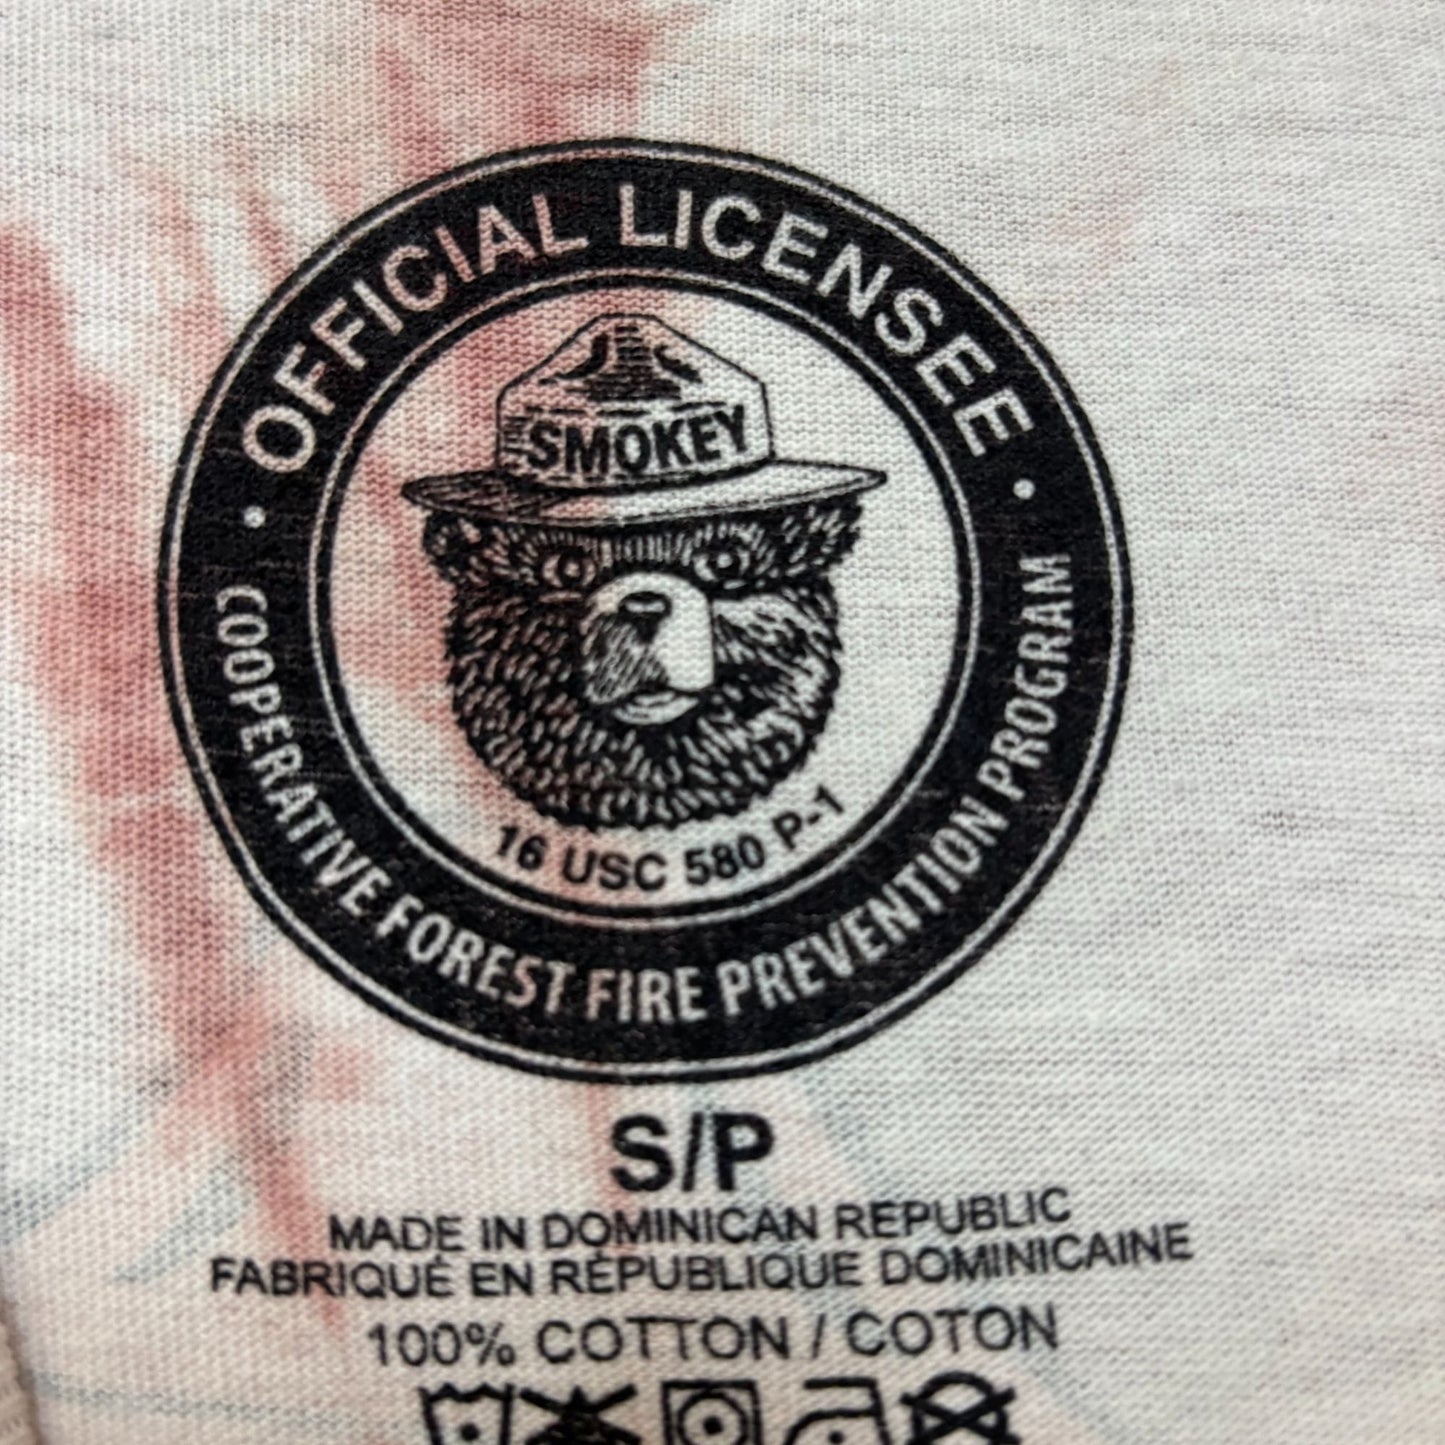 OFFICIAL LICENSEE
SMOKEY
16 USC 580 P-1
• COOPERATIVE FOREST FIRE PREVENTION PROGRAM •
S/P
MADE IN DOMINICAN REPUBLIC
FABRIQUÉ EN RÉPUBLIQUE DOMINICAINE
100% COTTON / COTON